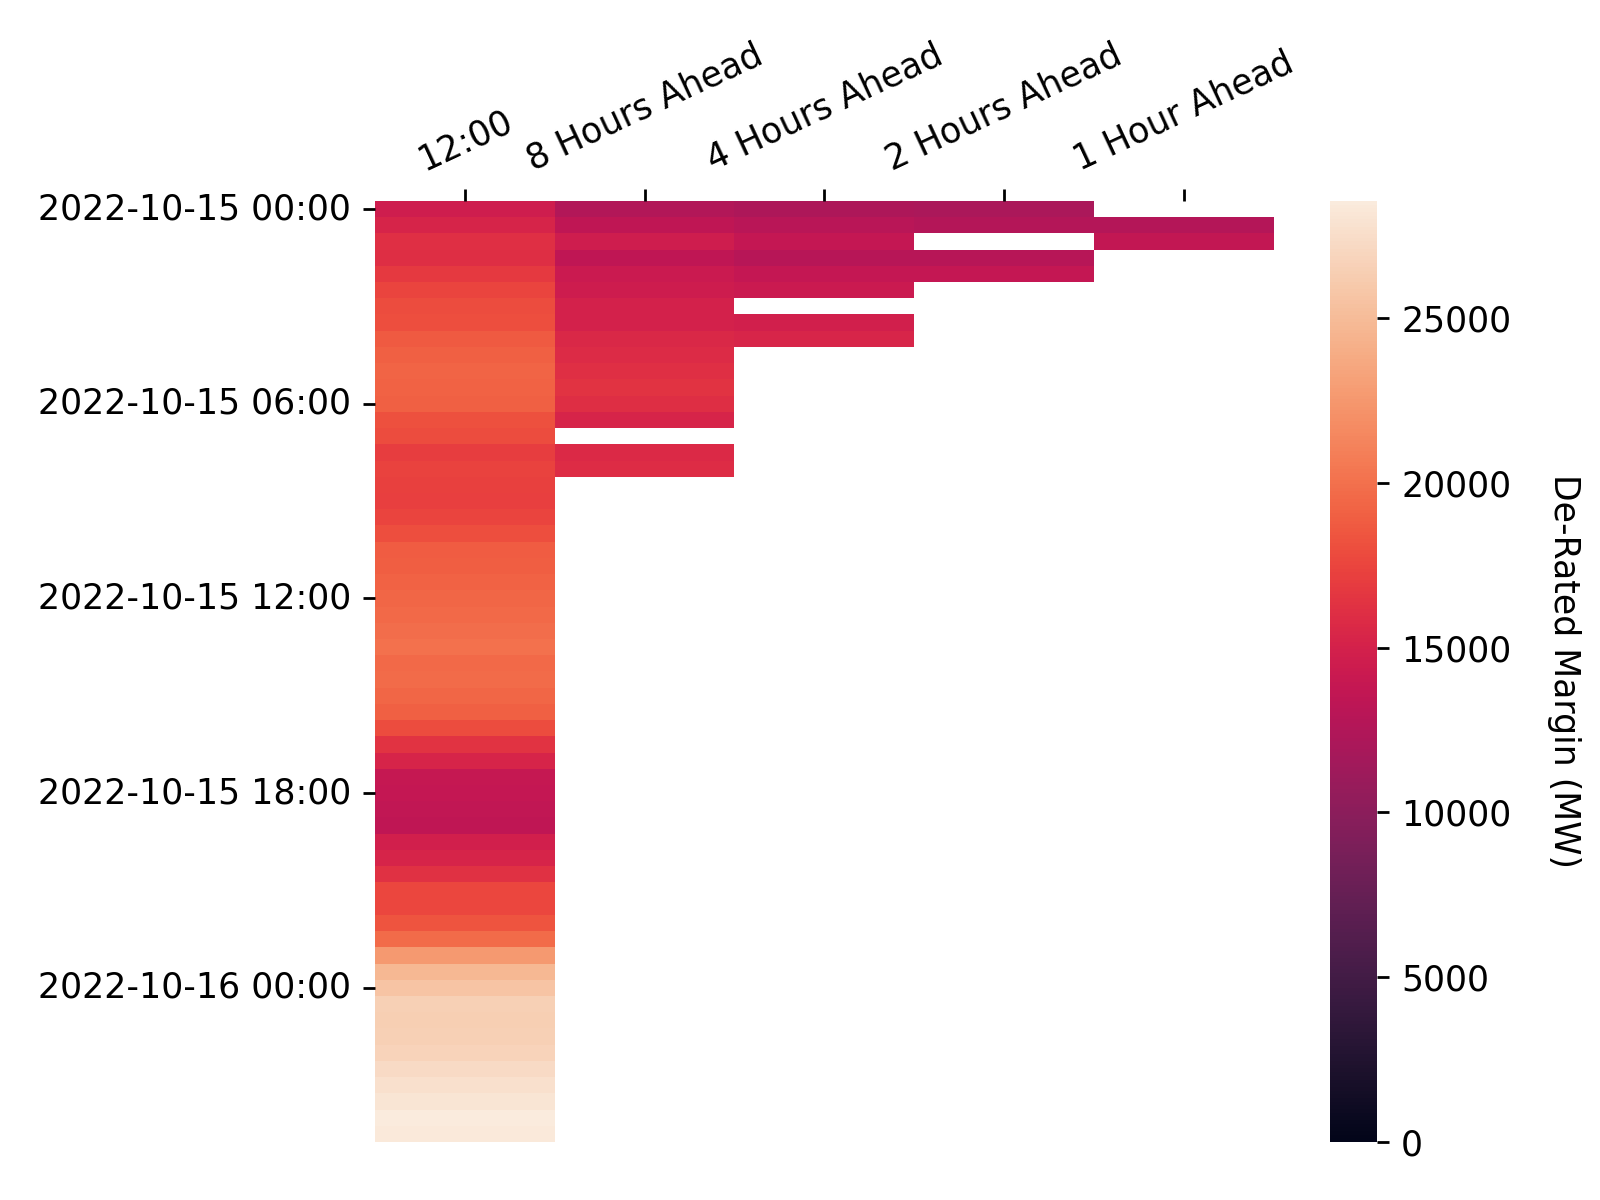 12:00
8 Hours Ahead
4 Hours Ahead
2 Hours Ahead
1 Hour Ahead
2022-10-15 00:00
2022-10-15 06:00
2022-10-15 12:00
2022-10-15 18:00
2022-10-16 00:00
25000
20000
15000
10000
5000
0
De-Rated Margin (MW)